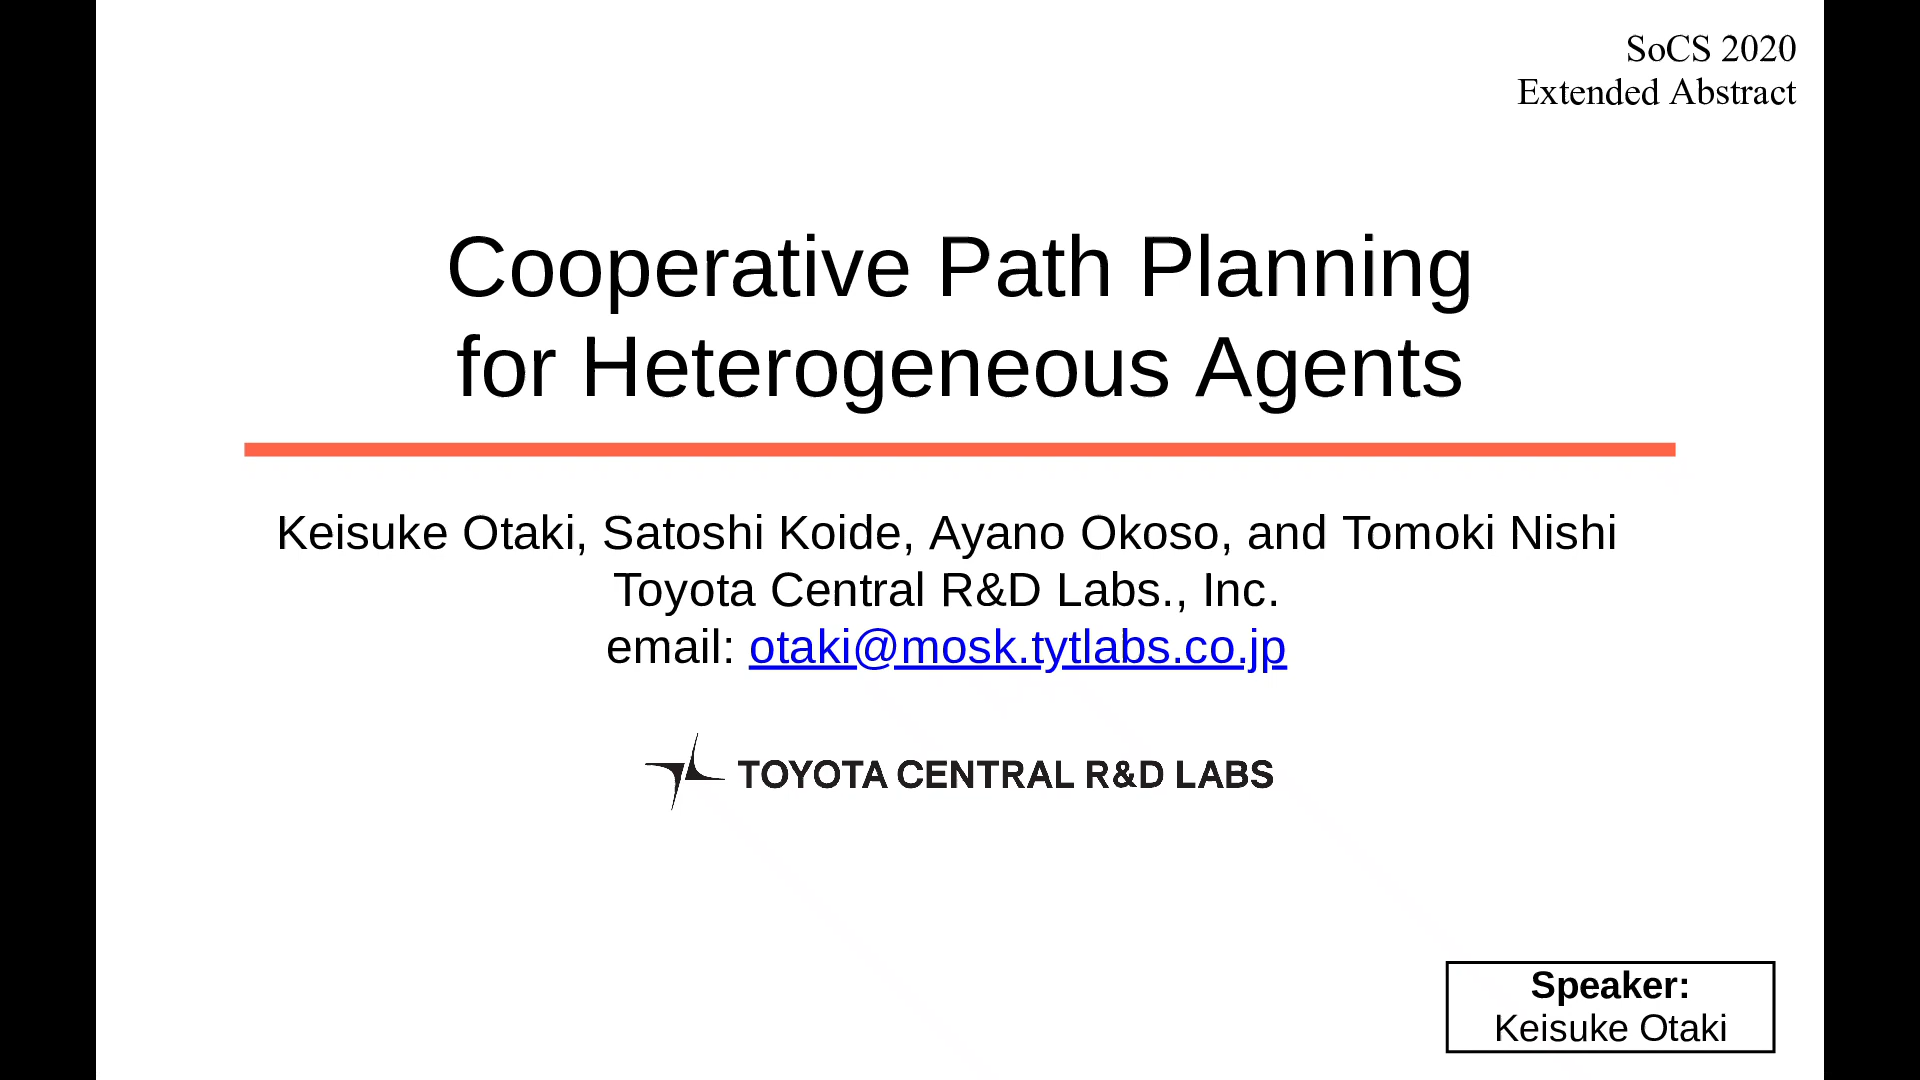 SoCS 2020
Extended Abstract
Cooperative Path Planning
for Heterogeneous Agents
Keisuke Otaki, Satoshi Koide, Ayano Okoso, and Tomoki Nishi
Toyota Central R&D Labs., Inc.
email: otaki@mosk.tytlabs.co.jp
TOYOTA CENTRAL R&D LABS
Speaker:
Keisuke Otaki